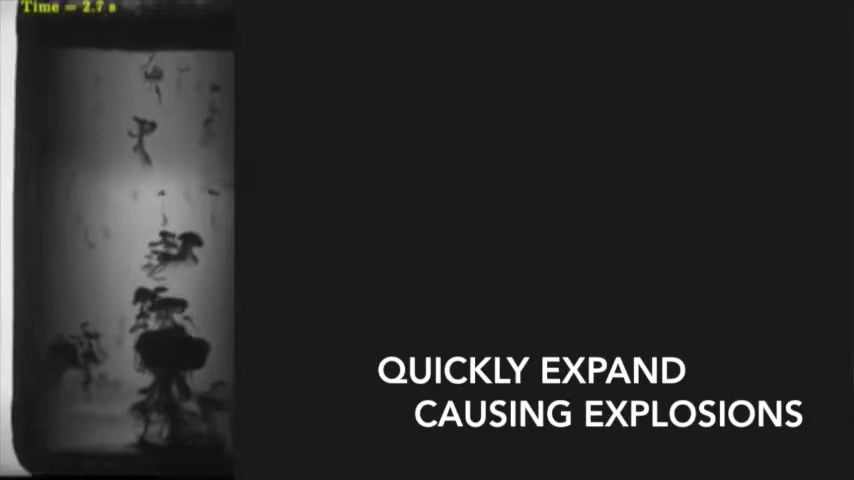 Time = 2.7 s
QUICKLY EXPAND
CAUSING EXPLOSIONS